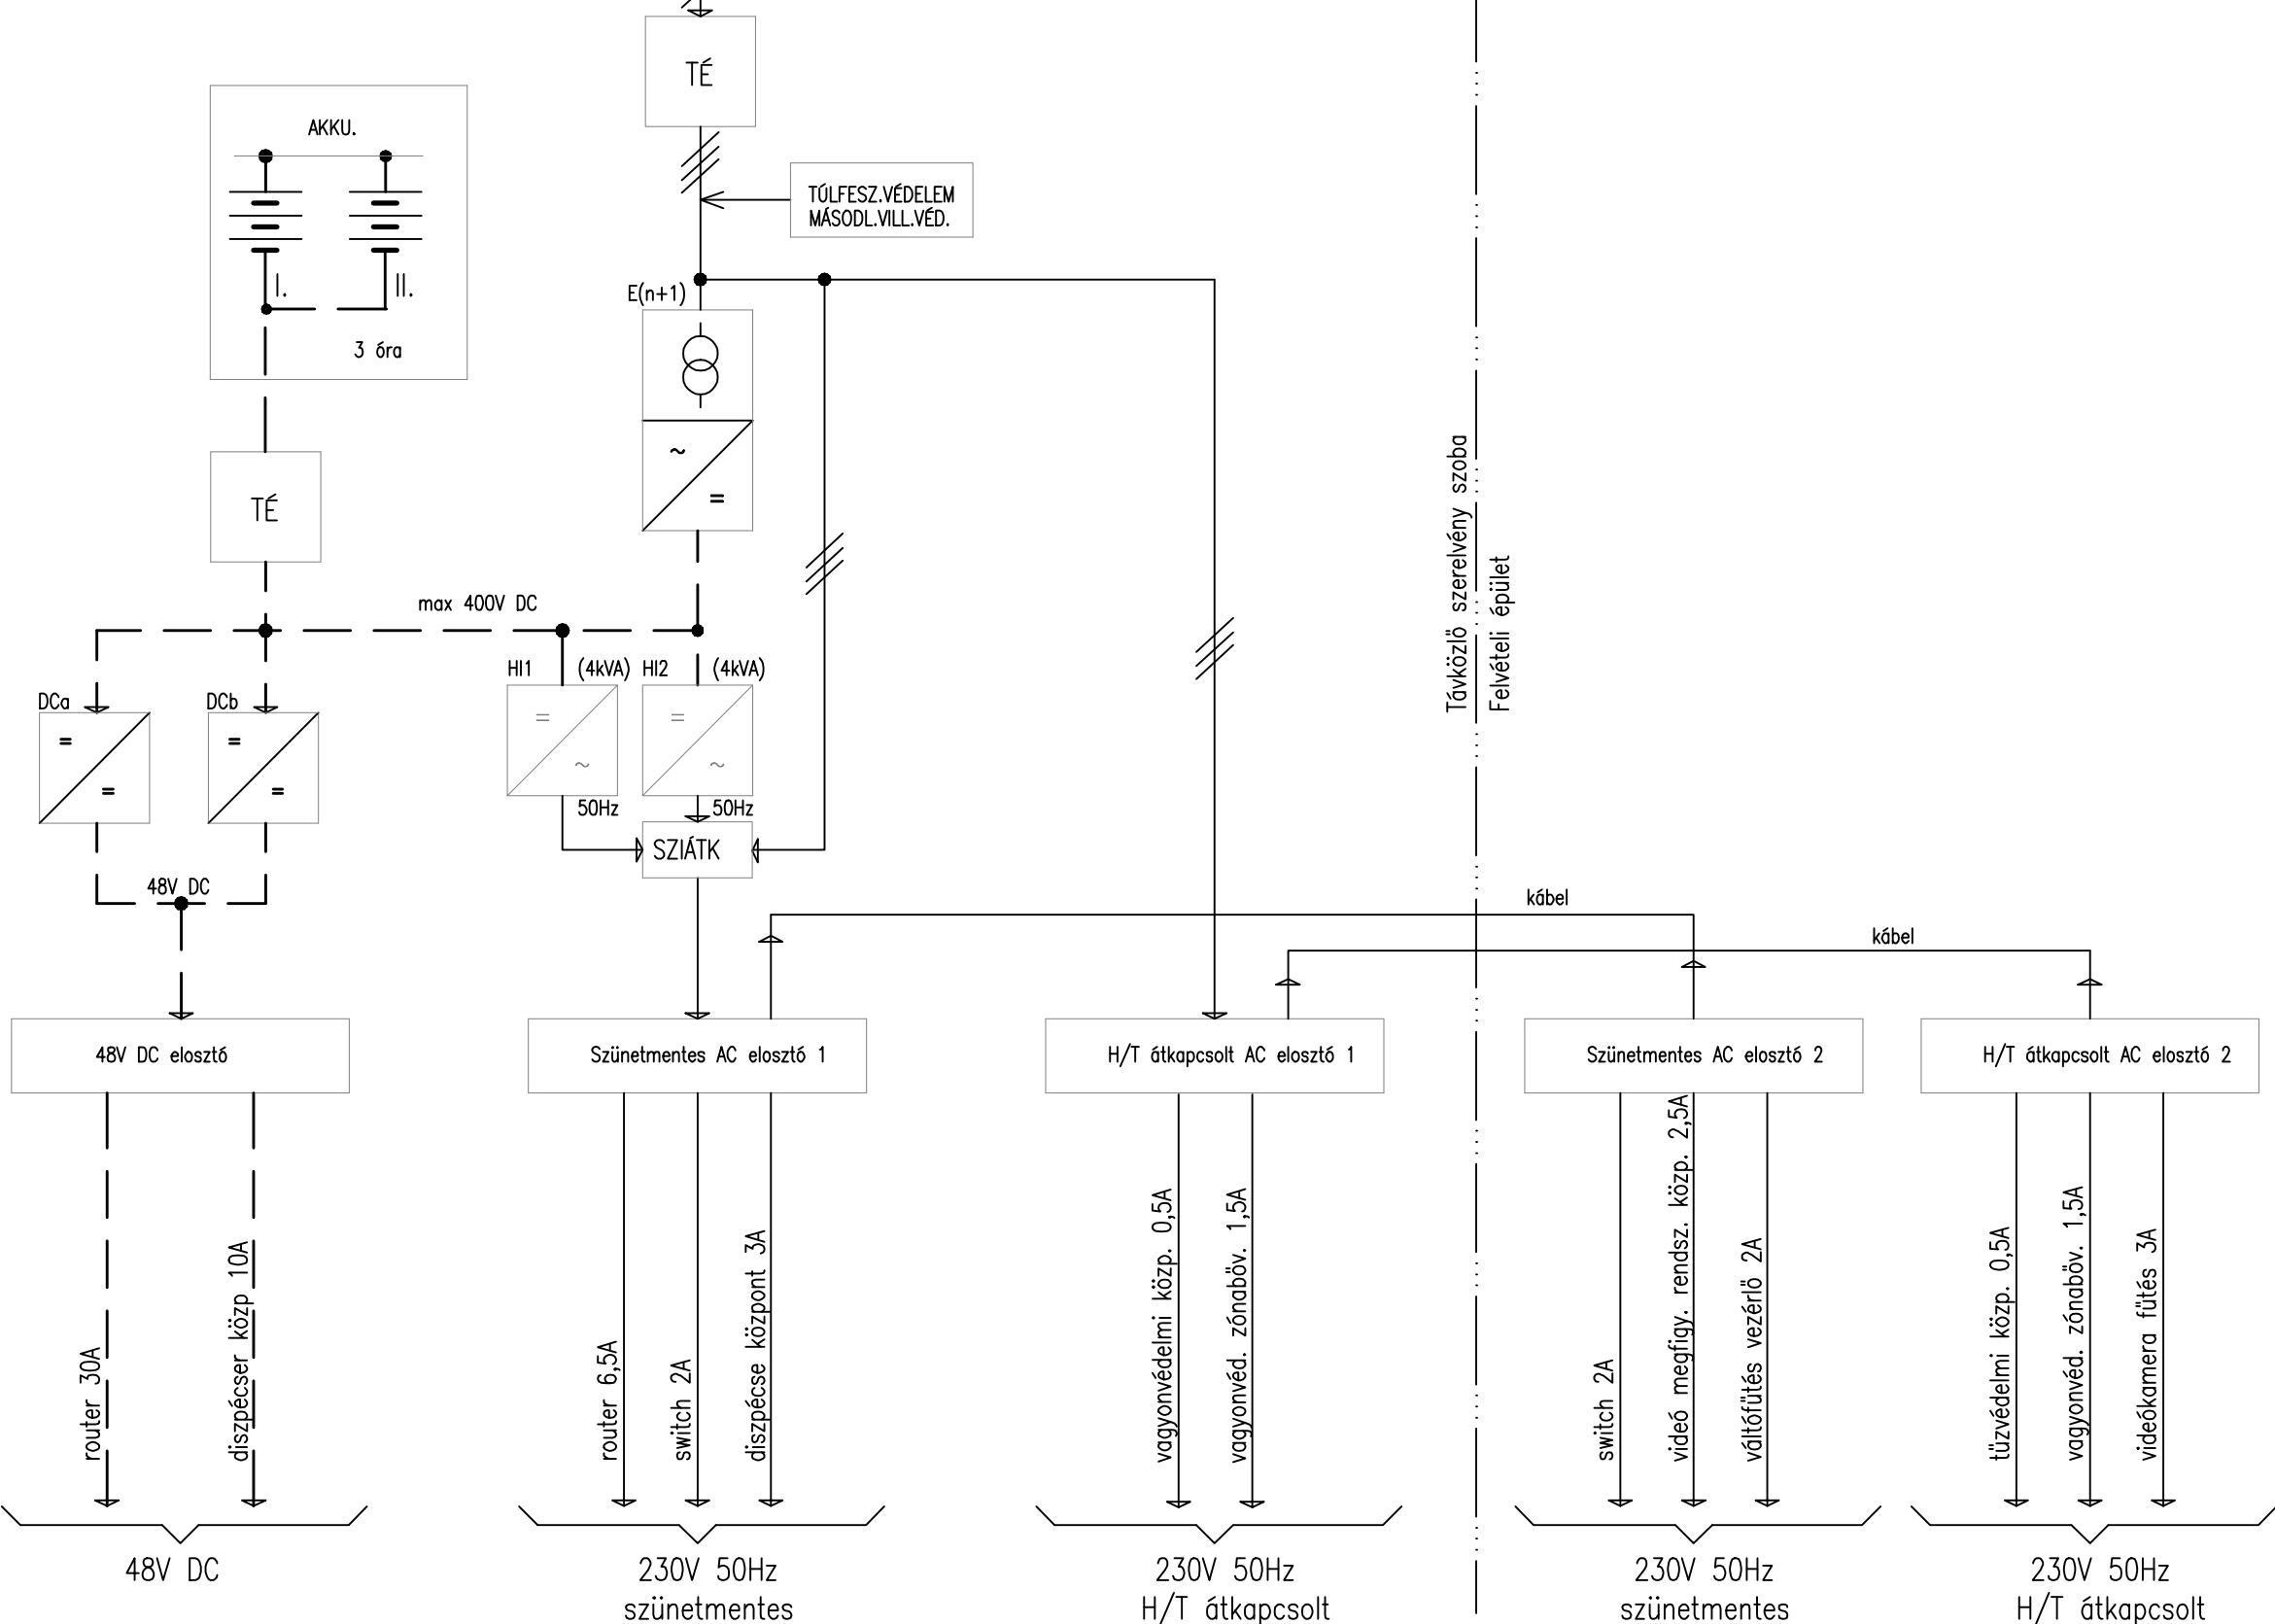 TÉ
AKKU.
I.
II.
3 óra
TÚLFESZ.VÉDELEM
MÁSODL.VILL.VÉD.
E(n+1)
~
=
TÉ
Távközlő szerelvény szoba
Felvételi épület
max 400V DC
HI1
(4kVA)
HI2
(4kVA)
DCa
DCb
=
=
=
=
=
~
=
~
50Hz
50Hz
SZIÁTK
48V DC
kábel
kábel
48V DC elosztó
Szünetmentes AC elosztó 1
H/T átkapcsolt AC elosztó 1
Szünetmentes AC elosztó 2
H/T átkapcsolt AC elosztó 2
router 30A
diszpécser közp 10A
router 6,5A
switch 2A
diszpécse központ 3A
vagyonvédelmi közp. 0,5A
vagyonvéd. zónabőv. 1,5A
switch 2A
videó megfigy. rendsz. közp. 2,5A
váltófűtés vezérlő 2A
tűzvédelmi közp. 0,5A
vagyonvéd. zónabőv. 1,5A
videókamera fűtés 3A
48V DC
230V 50Hz
szünetmentes
230V 50Hz
H/T átkapcsolt
230V 50Hz
szünetmentes
230V 50Hz
H/T átkapcsolt